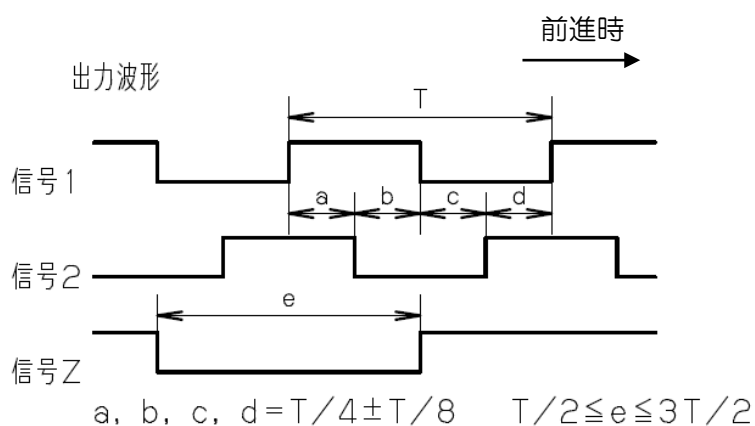 前進時
出力波形
T
信号1
a b c d
信号2
e
信号Z
a, b, c, d=T/4±T/8 T/2≦e≦3T/2